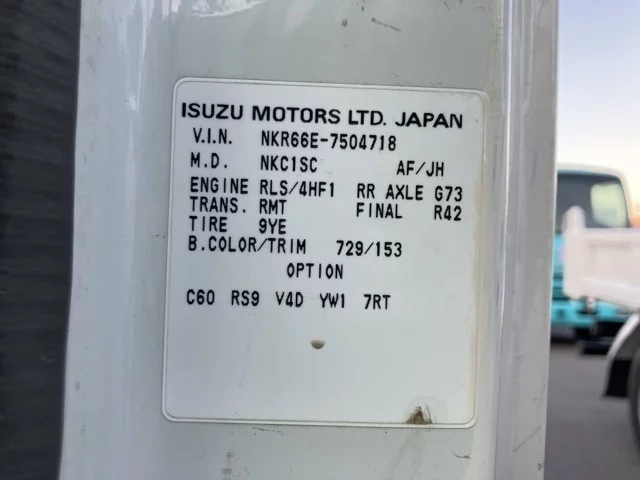 ISUZU MOTORS LTD. JAPAN
V.I.N. NKR66E-7504718
M.D. NKC1SC AF/JH
ENGINE RLS/4HF1 RR AXLE G73
TRANS. RMT FINAL R42
TIRE 9YE
B.COLOR/TRIM 729/153
OPTION
C60 RS9 V4D YW1 7RT